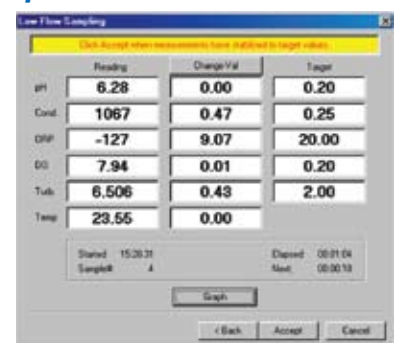 Low Flow Sampling
Click Accept when measurements have stabilized to target values.
Reading Change Val Target
pH 6.28 0.00 0.20
Cond. 1067 0.47 0.25
ORP -127 9.07 20.00
DO 7.94 0.01 0.20
Turb 6.506 0.43 2.00
Temp 23.55 0.00
Started 15:28:31 Elapsed 00:01:04
Sample# 4 Next 00:00:10
Graph
< Back Accept Cancel